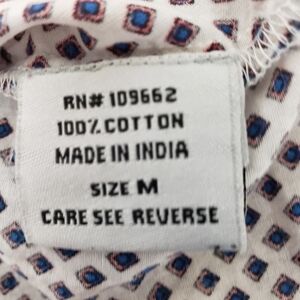 RN# 109662
100% COTTON
MADE IN INDIA
SIZE M
CARE SEE REVERSE